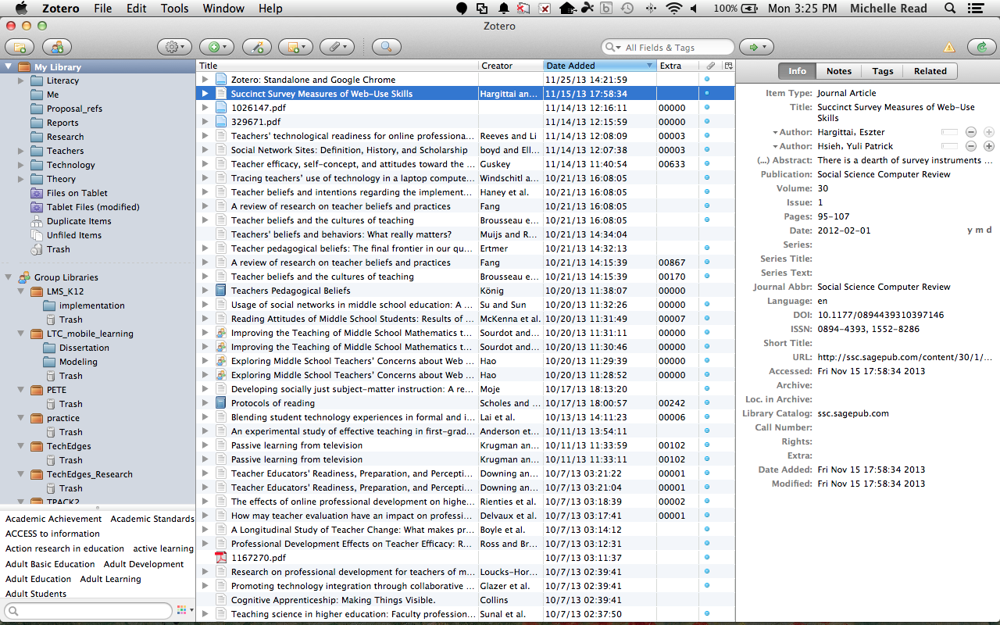 Zotero File Edit Tools Window Help 100% Mon 3:25 PM Michelle Read
Zotero
All Fields & Tags
My Library
Literacy
Me
Proposal_refs
Reports
Research
Teachers
Technology
Theory
Files on Tablet
Tablet Files (modified)
Duplicate Items
Unfiled Items
Trash
Group Libraries
LMS_K12
implementation
Trash
LTC_mobile_learning
Dissertation
Modeling
Trash
PETE
Trash
practice
Trash
TechEdges
Trash
TechEdges_Research
Trash
TPACK2
Academic Achievement Academic Standards
ACCESS to information
Action research in education active learning
Adult Basic Education Adult Development
Adult Education Adult Learning
Adult Students
Title Creator Date Added Extra
Zotero: Standalone and Google Chrome 11/25/13 14:21:59
Succinct Survey Measures of Web-Use Skills Hargittai an... 11/15/13 17:58:34
1026147.pdf 11/14/13 12:16:11 00000
329671.pdf 11/14/13 12:15:59 00000
Teachers' technological readiness for online professiona... Reeves and Li 11/14/13 12:08:09 00003
Social Network Sites: Definition, History, and Scholarship boyd and Ell... 11/14/13 12:07:38 00003
Teacher efficacy, self-concept, and attitudes toward the ... Guskey 11/14/13 11:40:54 00633
Tracing teachers' use of technology in a laptop compute... Windschitl a... 10/21/13 16:08:05
Teacher beliefs and intentions regarding the implement... Haney et al. 10/21/13 16:08:05
A review of research on teacher beliefs and practices Fang 10/21/13 16:08:05
Teacher beliefs and the cultures of teaching Brousseau e... 10/21/13 16:08:05
Teachers' beliefs and behaviors: What really matters? Muijs and R... 10/21/13 14:34:04
Teacher pedagogical beliefs: The final frontier in our qu... Ertmer 10/21/13 14:32:13
A review of research on teacher beliefs and practices Fang 10/21/13 14:15:39 00867
Teacher beliefs and the cultures of teaching Brousseau e... 10/21/13 14:15:39 00170
Teachers Pedagogical Beliefs König 10/20/13 11:38:07 00000
Usage of social networks in middle school education: A ... Su and Sun 10/20/13 11:32:26 00000
Reading Attitudes of Middle School Students: Results of ... McKenna et al. 10/20/13 11:31:49 00007
Improving the Teaching of Middle School Mathematics t... Sourdot and... 10/20/13 11:31:11 00000
Improving the Teaching of Middle School Mathematics t... Sourdot and... 10/20/13 11:30:46 00000
Exploring Middle School Teachers' Concerns about Web ... Hao 10/20/13 11:29:39 00000
Exploring Middle School Teachers' Concerns about Web ... Hao 10/20/13 11:28:52 00000
Developing socially just subject-matter instruction: A re... Moje 10/17/13 18:13:20
Protocols of reading Scholes and ... 10/17/13 18:00:57 00242
Blending student technology experiences in formal and i... Lai et al. 10/13/13 14:11:23 00006
An experimental study of effective teaching in first-grad... Anderson et... 10/11/13 13:54:11
Passive learning from television Krugman an... 10/11/13 11:33:59 00102
Passive learning from television Krugman an... 10/11/13 11:33:11 00102
Teacher Educators' Readiness, Preparation, and Percepti... Downing an... 10/7/13 03:21:22 00001
Teacher Educators' Readiness, Preparation, and Percepti... Downing an... 10/7/13 03:21:04 00001
The effects of online professional development on highe... Rienties et al. 10/7/13 03:18:39 00002
How may teacher evaluation have an impact on professi... Delvaux et al. 10/7/13 03:17:41 00001
A Longitudinal Study of Teacher Change: What makes pr... Boyle et al. 10/7/13 03:14:12
Professional Development Effects on Teacher Efficacy: R... Ross and Br... 10/7/13 03:12:31
1167270.pdf 10/7/13 03:11:37
Research on professional development for teachers of m... Loucks-Hor... 10/7/13 02:39:41
Promoting technology integration through collaborative ... Glazer et al. 10/7/13 02:39:41
Cognitive Apprenticeship: Making Things Visible. Collins 10/7/13 02:39:41
Teaching science in higher education: Faculty profession... Sunal et al. 10/7/13 02:37:50
Info Notes Tags Related
Item Type: Journal Article
Title: Succinct Survey Measures of Web-Use
Skills
Author: Hargittai, Eszter
Author: Hsieh, Yuli Patrick
(...) Abstract: There is a dearth of survey instruments ...
Publication: Social Science Computer Review
Volume: 30
Issue: 1
Pages: 95-107
Date: 2012-02-01 y m d
Series:
Series Title:
Series Text:
Journal Abbr: Social Science Computer Review
Language: en
DOI: 10.1177/0894439310397146
ISSN: 0894-4393, 1552-8286
Short Title:
URL: http://ssc.sagepub.com/content/30/1/...
Accessed: Fri Nov 15 17:58:34 2013
Archive:
Loc. in Archive:
Library Catalog: ssc.sagepub.com
Call Number:
Rights:
Extra:
Date Added: Fri Nov 15 17:58:34 2013
Modified: Fri Nov 15 17:58:34 2013